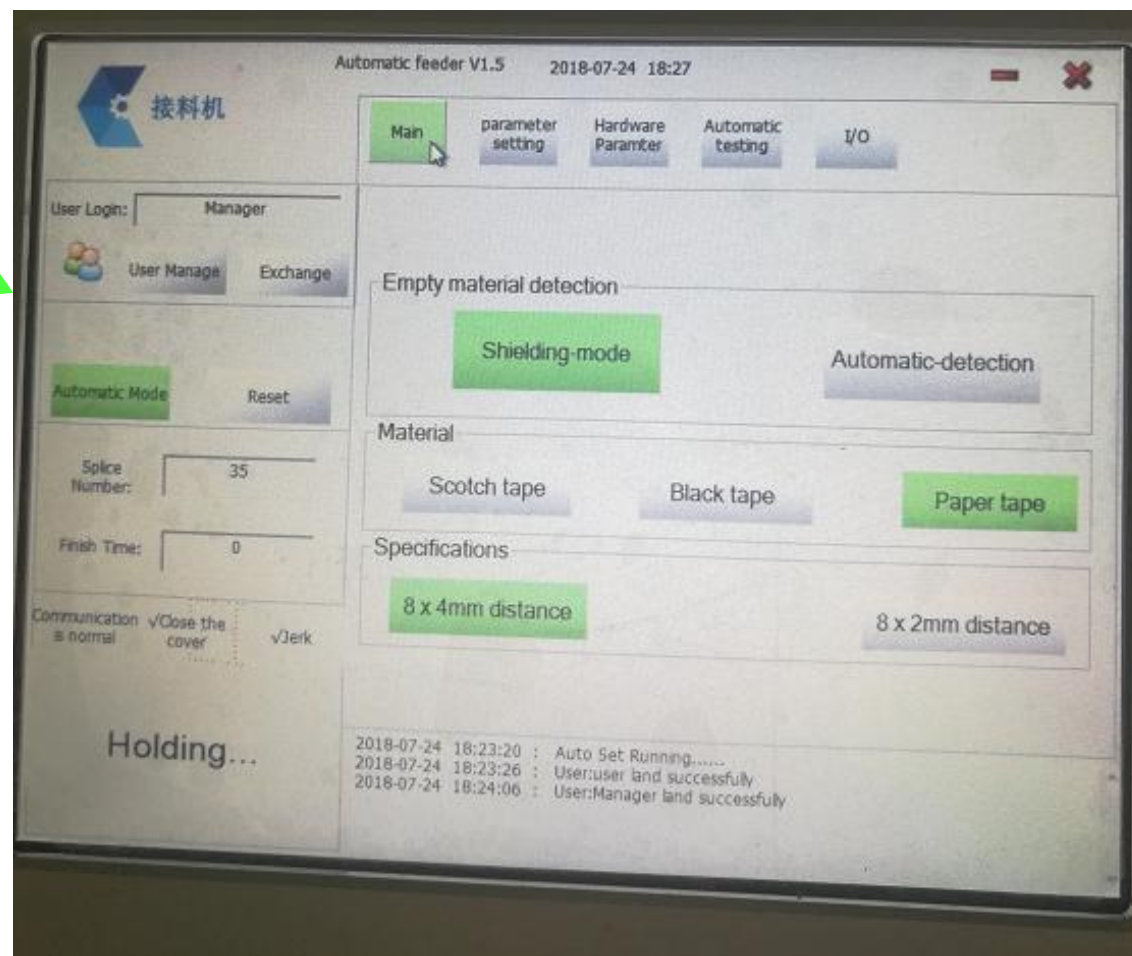 Automatic feeder V1.5 2018-07-24 18:27
接料机
Main
parameter
setting
Hardware
Paramter
Automatic
testing
I/O
User Login: Manager
User Manage Exchange
Automatic Mode Reset
Splice
Number: 35
Finish Time: 0
Communication
is normal
√Close the
cover
√Jerk
Holding...
Empty material detection
Shielding-mode Automatic-detection
Material
Scotch tape Black tape Paper tape
Specifications
8 x 4mm distance 8 x 2mm distance
2018-07-24 18:23:20 : Auto Set Running......
2018-07-24 18:23:26 : User:user land successfully
2018-07-24 18:24:06 : User:Manager land successfully